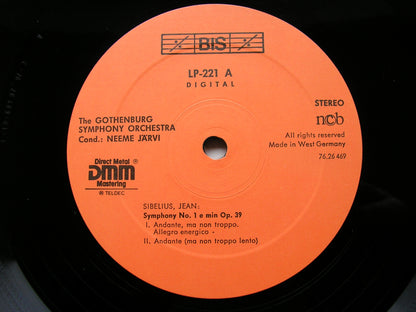 BIS
LP-221 A
DIGITAL
The GOTHENBURG
SYMPHONY ORCHESTRA
Cond.: NEEME JÄRVI
STEREO
ncb
All rights reserved
Made in West Germany
76.26 469
Direct Metal
DMM
Mastering
® TELDEC
SIBELIUS, JEAN:
Symphony No. 1 e min Op. 39
I. Andante, ma non troppo.
Allegro energico
II. Andante (ma non troppo lento)